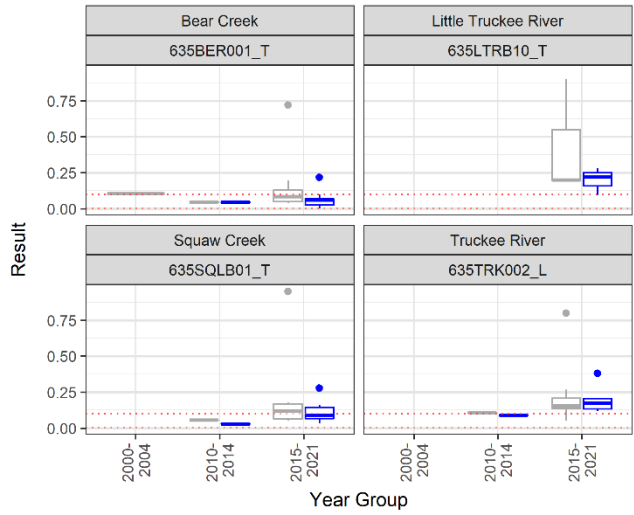 Bear Creek
Little Truckee River
635BER001_T
635LTRB10_T
0.75
0.50
0.25
0.00
Squaw Creek
Truckee River
635SQLB01_T
635TRK002_L
0.75
0.50
0.25
0.00
Result
2000-
2004
2010-
2014
2015-
2021
2000-
2004
2010-
2014
2015-
2021
Year Group